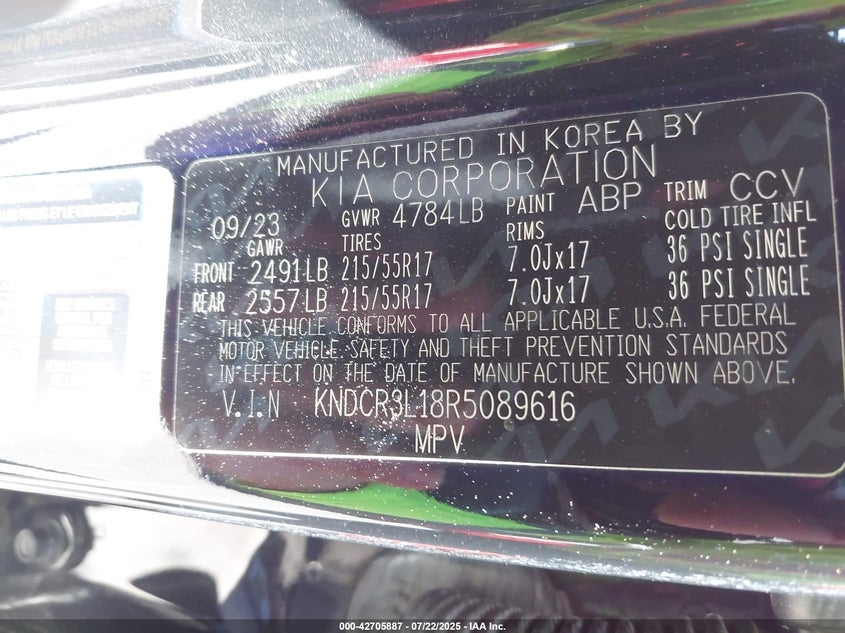 MANUFACTURED IN KOREA BY
KIA CORPORATION
09/23 GVWR 4784LB PAINT ABP TRIM CCV
GAWR TIRES RIMS COLD TIRE INFL
FRONT 2491LB 215/55R17 7.0Jx17 36 PSI SINGLE
REAR 2557LB 215/55R17 7.0Jx17 36 PSI SINGLE
THIS VEHICLE CONFORMS TO ALL APPLICABLE U.S.A. FEDERAL
MOTOR VEHICLE SAFETY AND THEFT PREVENTION STANDARDS
IN EFFECT ON THE DATE OF MANUFACTURE SHOWN ABOVE.
V.I.N KNDCR3L18R5089616
MPV
000-42705887 - 07/22/2025 - IAA Inc.